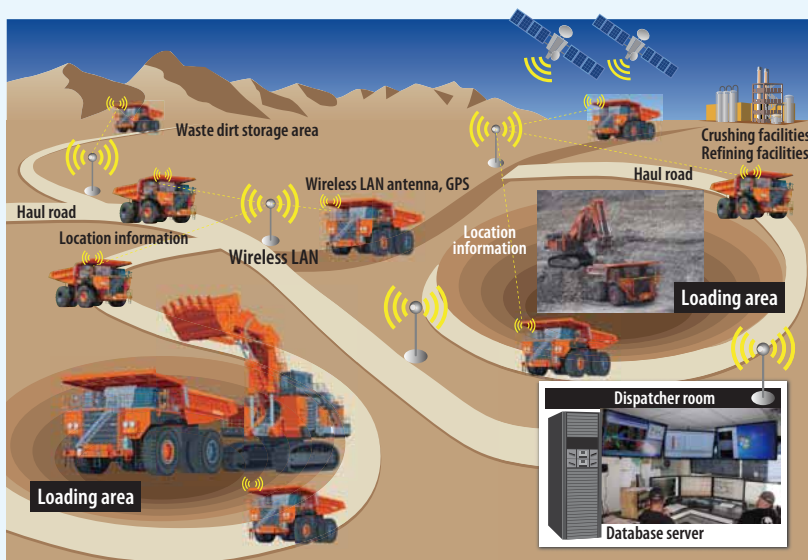 Waste dirt storage area
Crushing facilities
Refining facilities
Haul road
Wireless LAN antenna, GPS
Haul road
Location information
Wireless LAN
Location
information
Loading area
Dispatcher room
Loading area
Database server